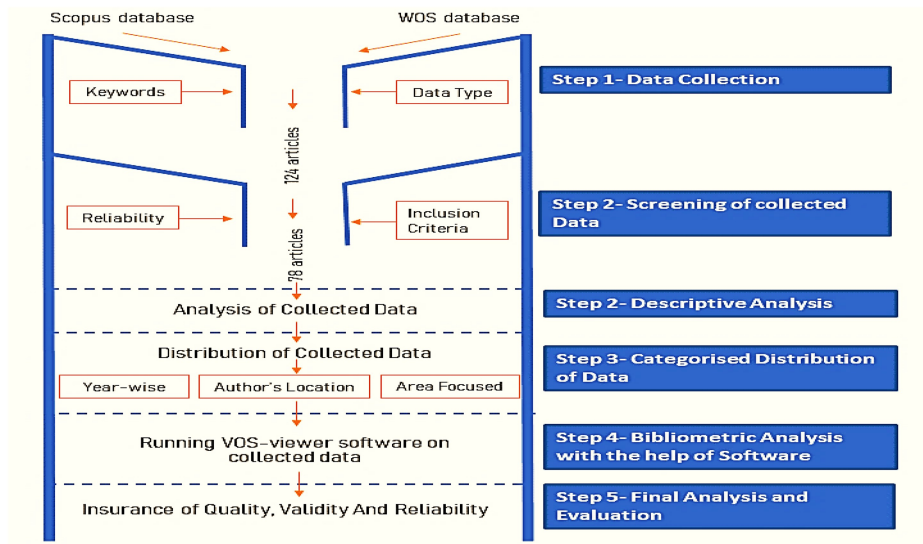 Scopus database
WOS database
Keywords
Data Type
Step 1- Data Collection
124 articles
Reliability
Inclusion
Criteria
Step 2- Screening of collected
Data
78 articles
Analysis of Collected Data
Step 2- Descriptive Analysis
Distribution of Collected Data
Year-wise
Author's Location
Area Focused
Step 3- Categorised Distribution
of Data
Running VOS-viewer software on
collected data
Step 4- Bibliometric Analysis
with the help of Software
Insurance of Quality, Validity And Reliability
Step 5- Final Analysis and
Evaluation